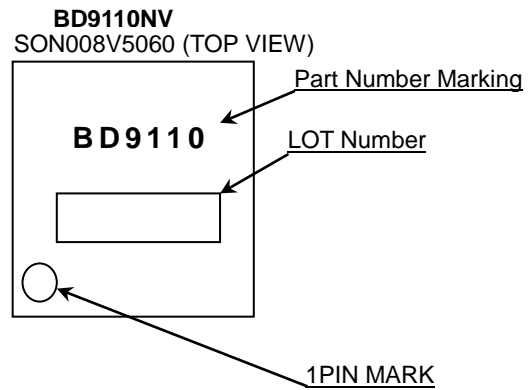 BD9110NV
SON008V5060 (TOP VIEW)
Part Number Marking
BD9110
LOT Number
1PIN MARK